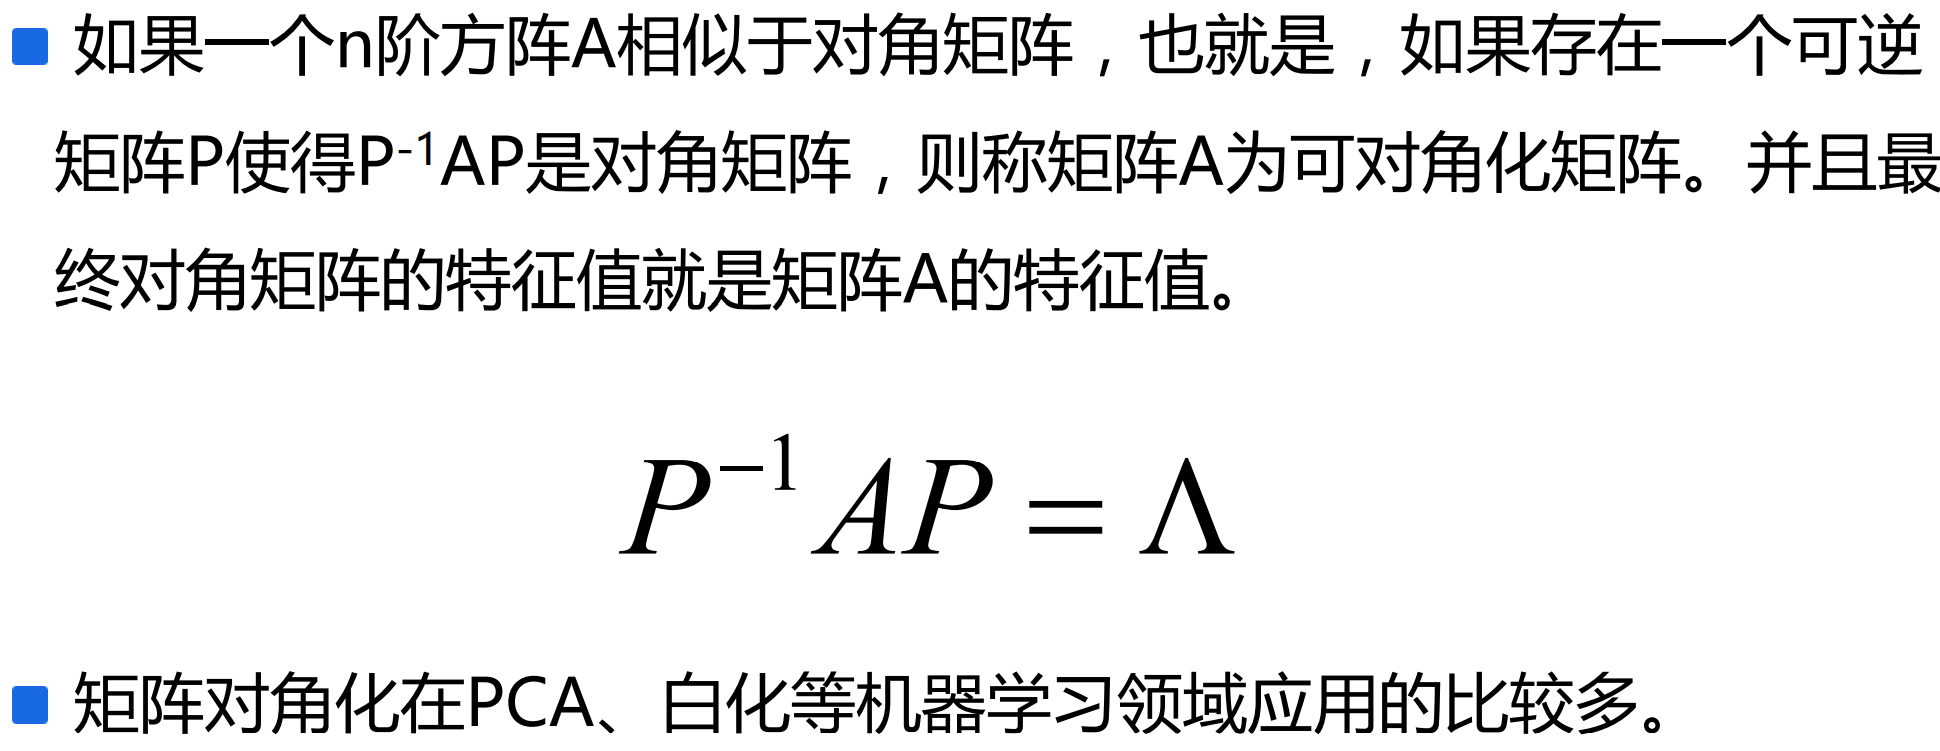 如果一个n阶方阵A相似于对角矩阵，也就是，如果存在一个可逆
矩阵P使得P⁻¹AP是对角矩阵，则称矩阵A为可对角化矩阵。并且最
终对角矩阵的特征值就是矩阵A的特征值。
P⁻¹AP = Λ
矩阵对角化在PCA、白化等机器学习领域应用的比较多。